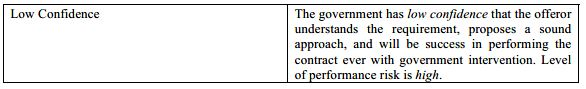 Low Confidence
The government has low confidence that the offeror
understands the requirement, proposes a sound
approach, and will be success in performing the
contract ever with government intervention. Level
of performance risk is high.